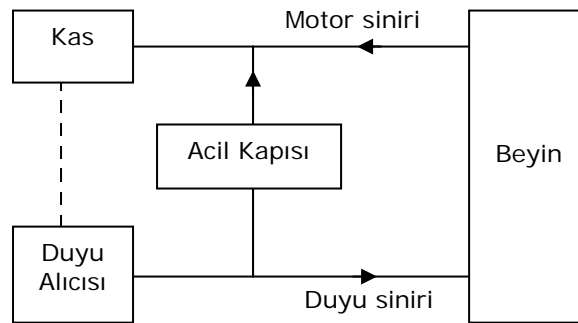 Kas
Motor siniri
Acil Kapısı
Beyin
Duyu
Alıcısı
Duyu siniri